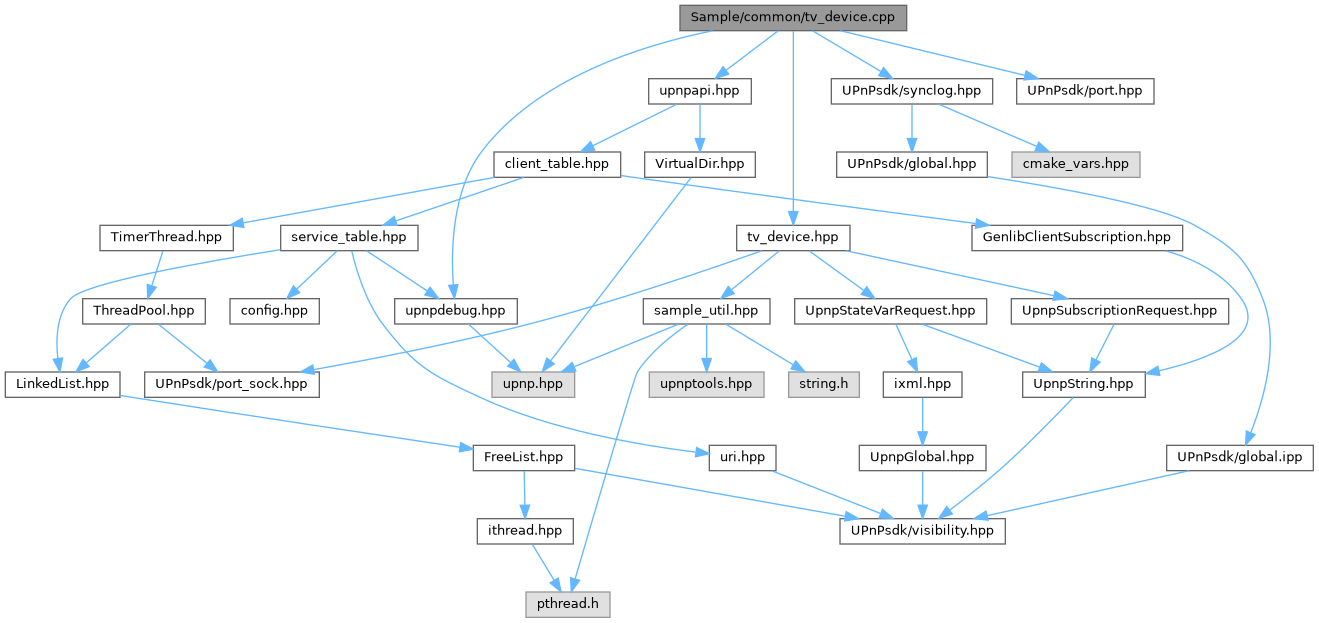 Sample/common/tv_device.cpp
upnpapi.hpp
UPnPsdk/synclog.hpp
UPnPsdk/port.hpp
client_table.hpp
VirtualDir.hpp
UPnPsdk/global.hpp
cmake_vars.hpp
TimerThread.hpp
service_table.hpp
tv_device.hpp
GenlibClientSubscription.hpp
ThreadPool.hpp
config.hpp
upnpdebug.hpp
sample_util.hpp
UpnpStateVarRequest.hpp
UpnpSubscriptionRequest.hpp
LinkedList.hpp
UPnPsdk/port_sock.hpp
upnp.hpp
upnptools.hpp
string.h
ixml.hpp
UpnpString.hpp
FreeList.hpp
uri.hpp
UpnpGlobal.hpp
UPnPsdk/global.ipp
ithread.hpp
UPnPsdk/visibility.hpp
pthread.h